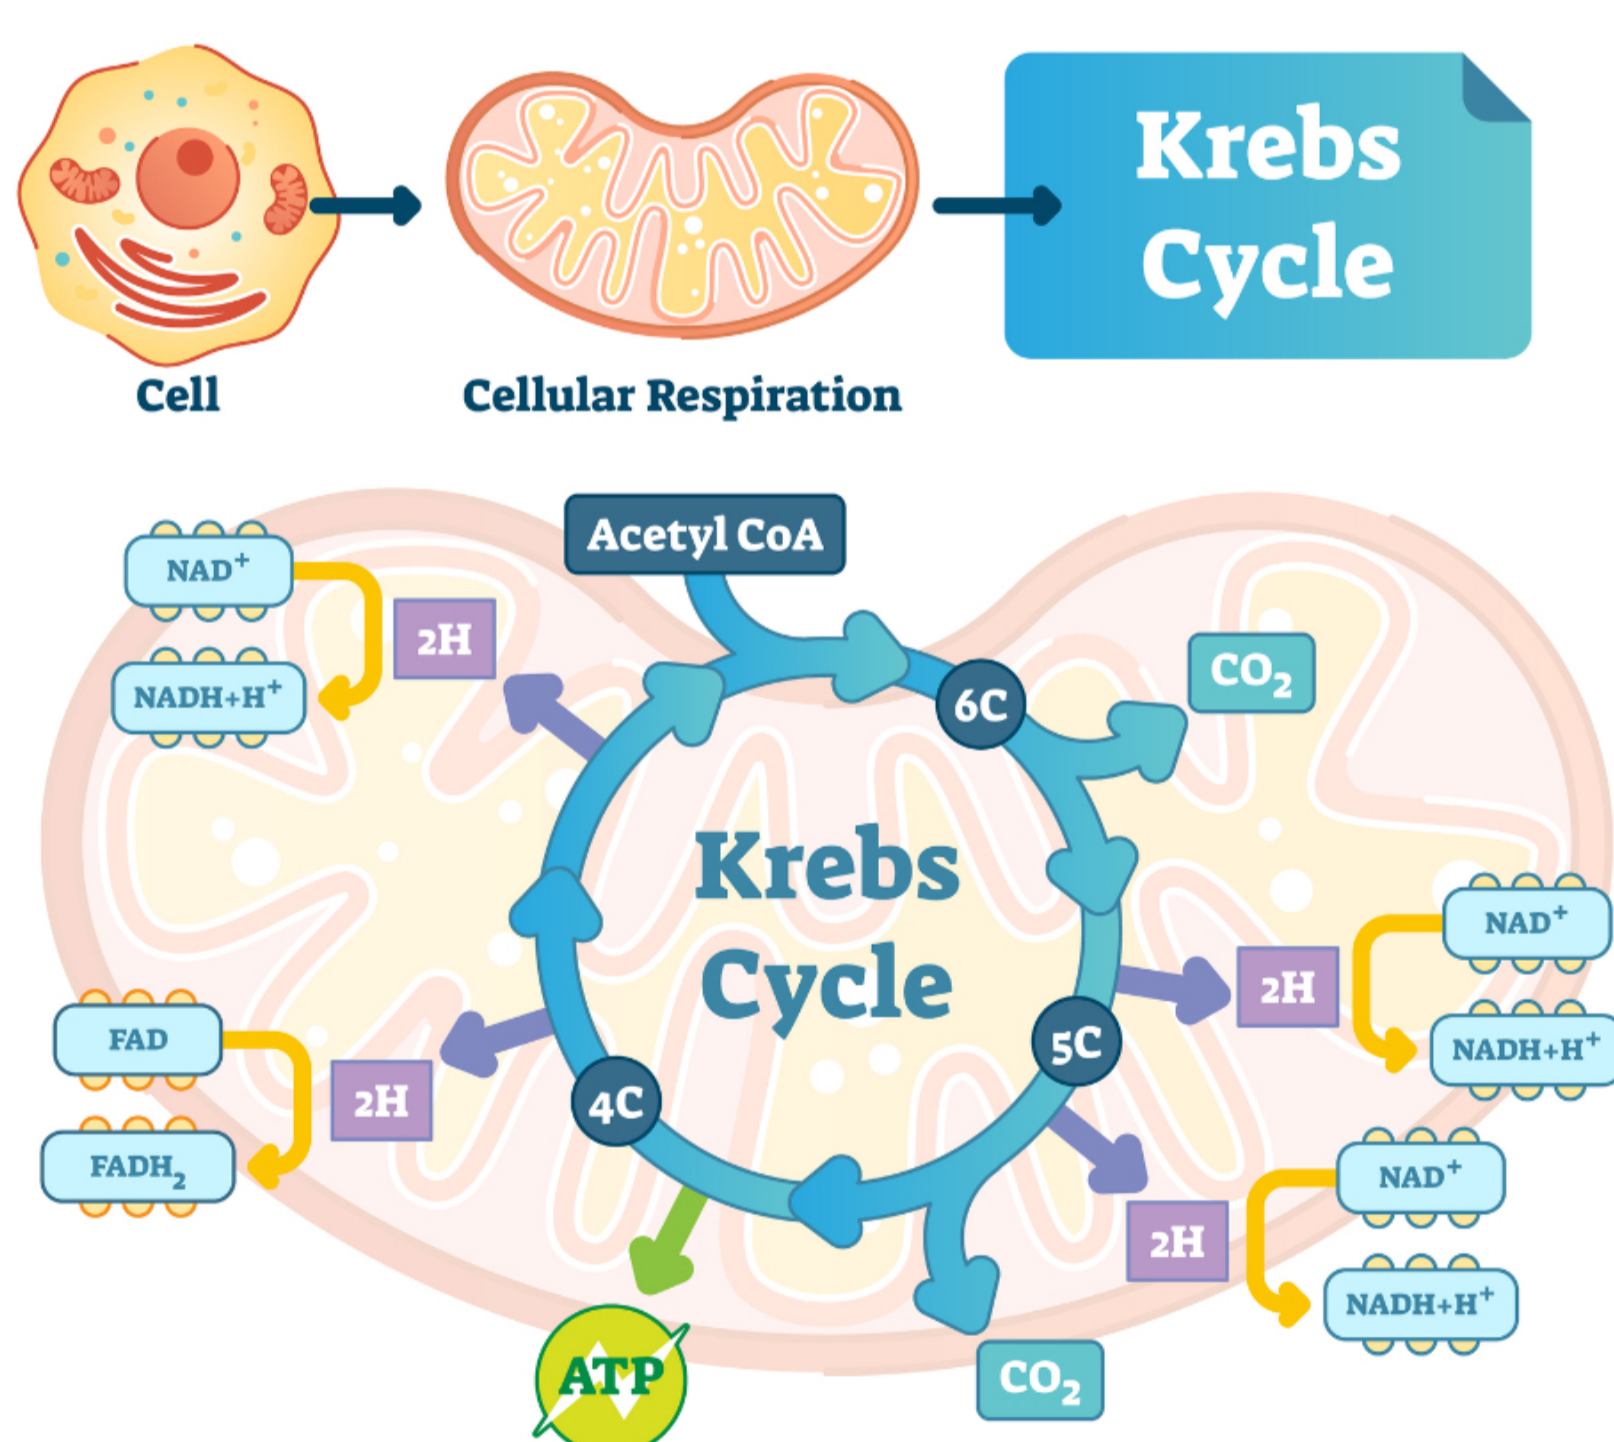 Krebs
Cycle
Cell
Cellular Respiration
Acetyl CoA
NAD+
2H
NADH+H+
6C
CO2
Krebs
Cycle
NAD+
2H
NADH+H+
5C
FAD
2H
FADH2
4C
NAD+
2H
NADH+H+
ATP
CO2